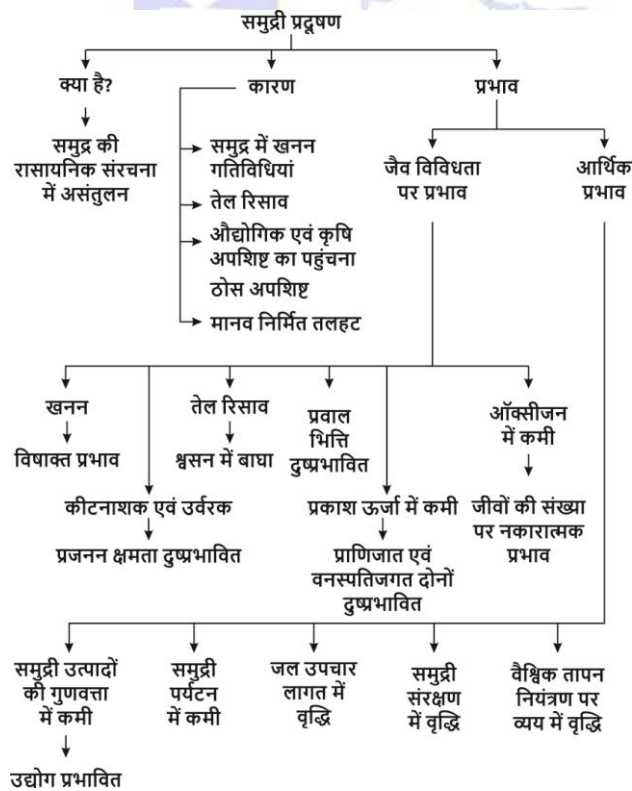 समुद्री प्रदूषण
क्या है?
कारण
प्रभाव
समुद्र की
रासायनिक संरचना
में असंतुलन
समुद्र में खनन
गतिविधियां
तेल रिसाव
औद्योगिक एवं कृषि
अपशिष्ट का पहुंचना
ठोस अपशिष्ट
मानव निर्मित तलहट
जैव विविधता
पर प्रभाव
आर्थिक
प्रभाव
खनन
विषाक्त प्रभाव
कीटनाशक एवं उर्वरक
प्रजनन क्षमता दुष्प्रभावित
तेल रिसाव
श्वसन में बाघा
प्रवाल
भित्ति
दुष्प्रभावित
प्रकाश ऊर्जा में कमी
प्राणिजात एवं
वनस्पतिजगत दोनों
दुष्प्रभावित
ऑक्सीजन
में कमी
जीवों की संख्या
पर नकारात्मक
प्रभाव
समुद्री उत्पादों
की गुणवत्ता
में कमी
उद्योग प्रभावित
समुद्री
पर्यटन
में कमी
जल उपचार
लागत में
वृद्धि
समुद्री
संरक्षण
में वृद्धि
वैश्विक तापन
नियंत्रण पर
व्यय में वृद्धि